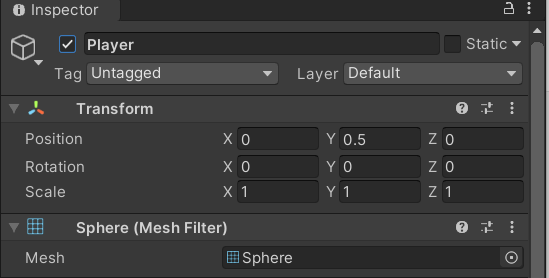 Inspector
Player Static
Tag Untagged Layer Default
Transform
Position X 0 Y 0.5 Z 0
Rotation X 0 Y 0 Z 0
Scale X 1 Y 1 Z 1
Sphere (Mesh Filter)
Mesh Sphere